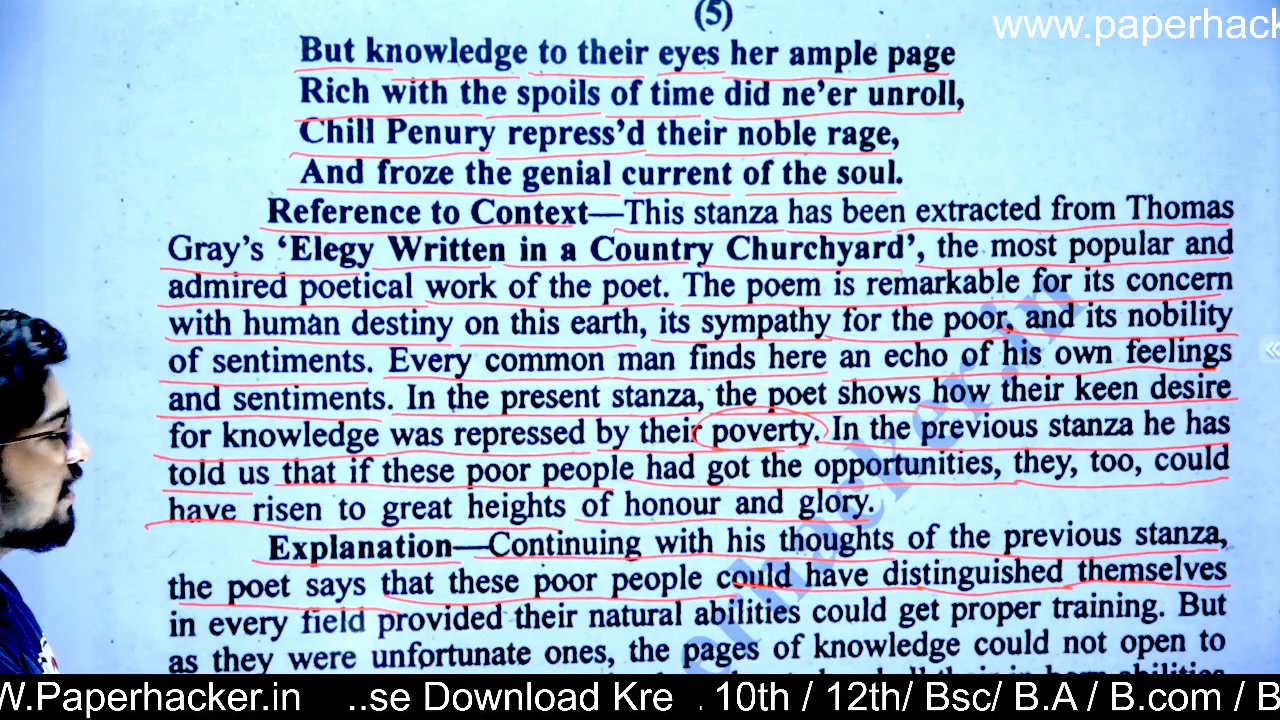 (5)
www.paperhack
But knowledge to their eyes her ample page
Rich with the spoils of time did ne'er unroll,
Chill Penury repress'd their noble rage,
And froze the genial current of the soul.
Reference to Context—This stanza has been extracted from Thomas
Gray's 'Elegy Written in a Country Churchyard', the most popular and
admired poetical work of the poet. The poem is remarkable for its concern
with human destiny on this earth, its sympathy for the poor, and its nobility
of sentiments. Every common man finds here an echo of his own feelings
and sentiments. In the present stanza, the poet shows how their keen desire
for knowledge was repressed by their poverty. In the previous stanza he has
told us that if these poor people had got the opportunities, they, too, could
have risen to great heights of honour and glory.
Explanation—Continuing with his thoughts of the previous stanza,
the poet says that these poor people could have distinguished themselves
in every field provided their natural abilities could get proper training. But
as they were unfortunate ones, the pages of knowledge could not open to
W.Paperhacker.in ..se Download Kre . 10th / 12th/ Bsc/ B.A / B.com / B